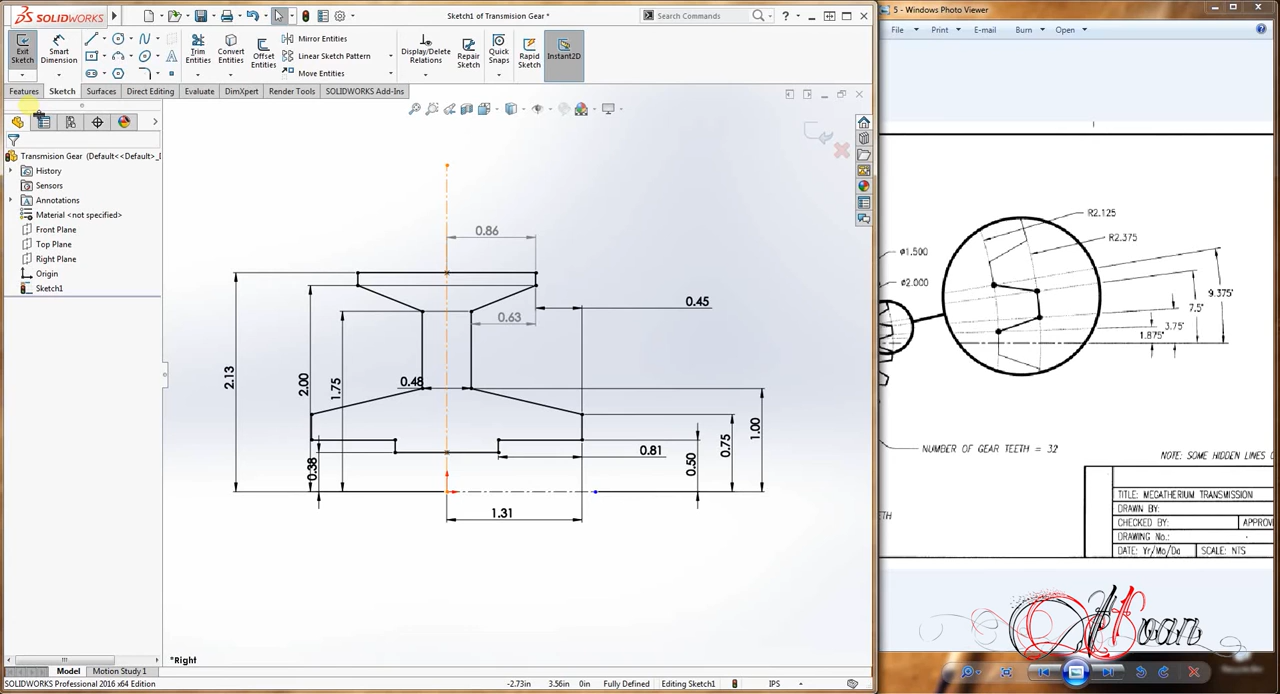 SOLIDWORKS
Sketch1 of Transmision Gear *
Search Commands
Exit Sketch
Smart Dimension
Trim Entities
Convert Entities
Offset Entities
Mirror Entities
Linear Sketch Pattern
Move Entities
Display/Delete Relations
Repair Sketch
Quick Snaps
Rapid Sketch
Instant2D
Features
Sketch
Surfaces
Direct Editing
Evaluate
DimXpert
Render Tools
SOLIDWORKS Add-Ins
Transmision Gear (Default<<Default>_D
History
Sensors
Annotations
Material <not specified>
Front Plane
Top Plane
Right Plane
Origin
Sketch1
0.86
0.45
0.63
2.13
2.00
1.75
0.48
0.38
0.81
0.50
0.75
1.00
1.31
*Right
Model
Motion Study 1
SOLIDWORKS Professional 2016 x64 Edition
-2.73in
3.56in
0in
Fully Defined
Editing Sketch1
IPS
5 - Windows Photo Viewer
File
Print
E-mail
Burn
Open
R2.125
R2.375
ø1.500
ø2.000
9.375°
7.5°
3.75°
1.875°
NUMBER OF GEAR TEETH = 32
NOTE: SOME HIDDEN LINES
TITLE: MEGATHERIUM TRANSMISSION
DRAWN BY:
CHECKED BY:
APPROV
DRAWING No.:
DATE: Yr/Mo/Da
SCALE: NTS